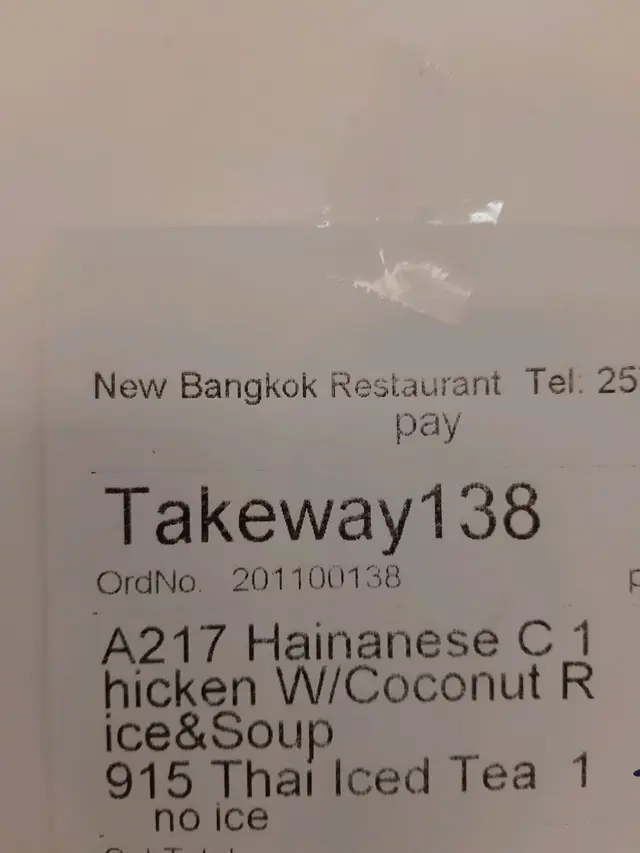 New Bangkok Restaurant Tel: 25
pay
Takeway138
OrdNo. 201100138
A217 Hainanese C 1
hicken W/Coconut R
ice&Soup
915 Thai Iced Tea 1
no ice